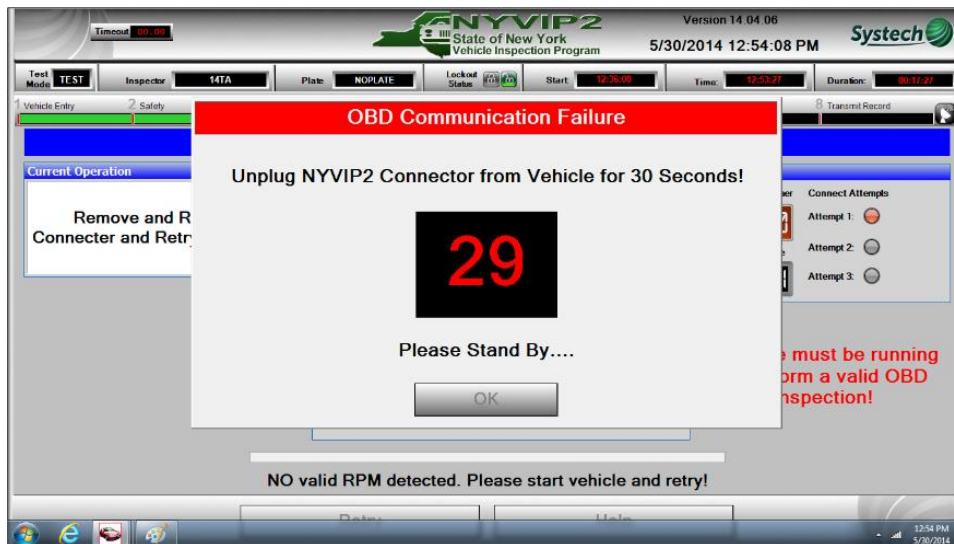 Timeout 00:00
NYVIP2
State of New York
Vehicle Inspection Program
Version 14.04.06
5/30/2014 12:54:08 PM
Systech
Test Mode TEST
Inspector 14TA
Plate NOPLATE
Lockout Status
Start 12:36:00
Time: 12:53:27
Duration: 00:17:27
1 Vehicle Entry
2 Safety
8 Transmit Record
OBD Communication Failure
Current Operation
Unplug NYVIP2 Connector from Vehicle for 30 Seconds!
Remove and R
Connecter and Retr
29
Connect Attempts
Attempt 1:
Attempt 2:
Attempt 3:
Please Stand By....
OK
must be running
a valid OBD
nspection!
NO valid RPM detected. Please start vehicle and retry!
Retry
Help
12:54 PM
5/30/2014